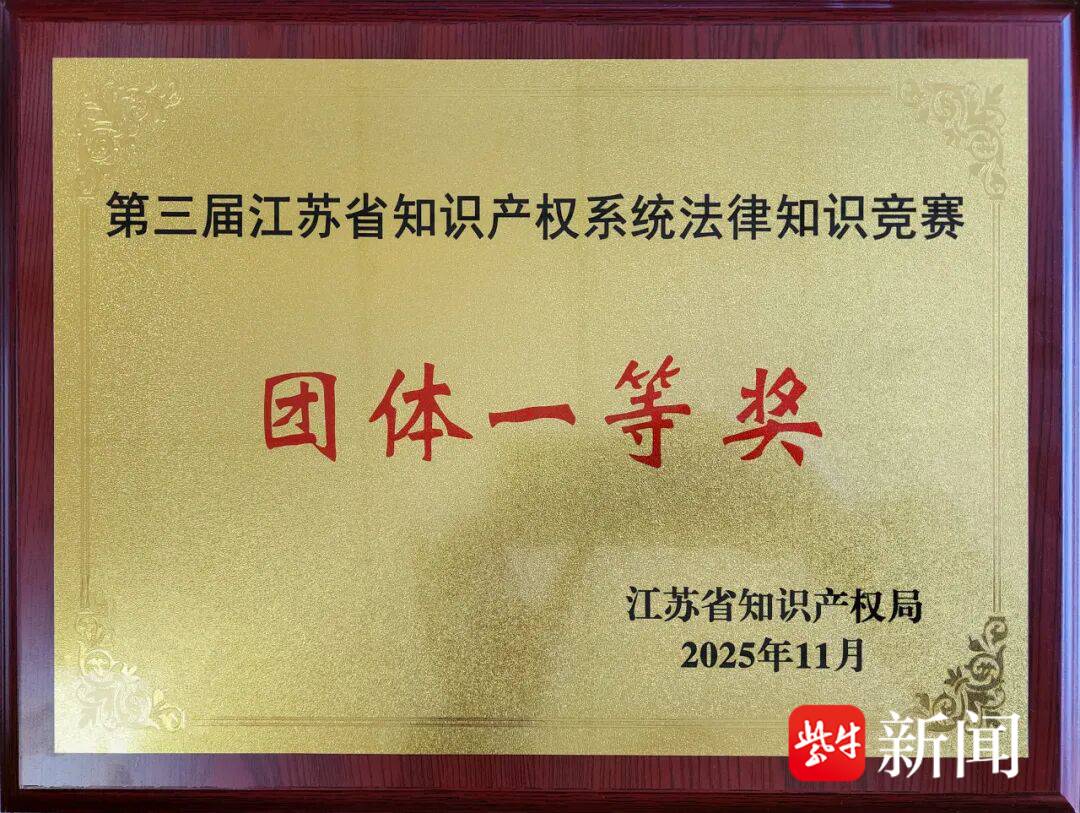 第三届江苏省知识产权系统法律知识竞赛
团体一等奖
江苏省知识产权局
2025年11月
紫牛新闻